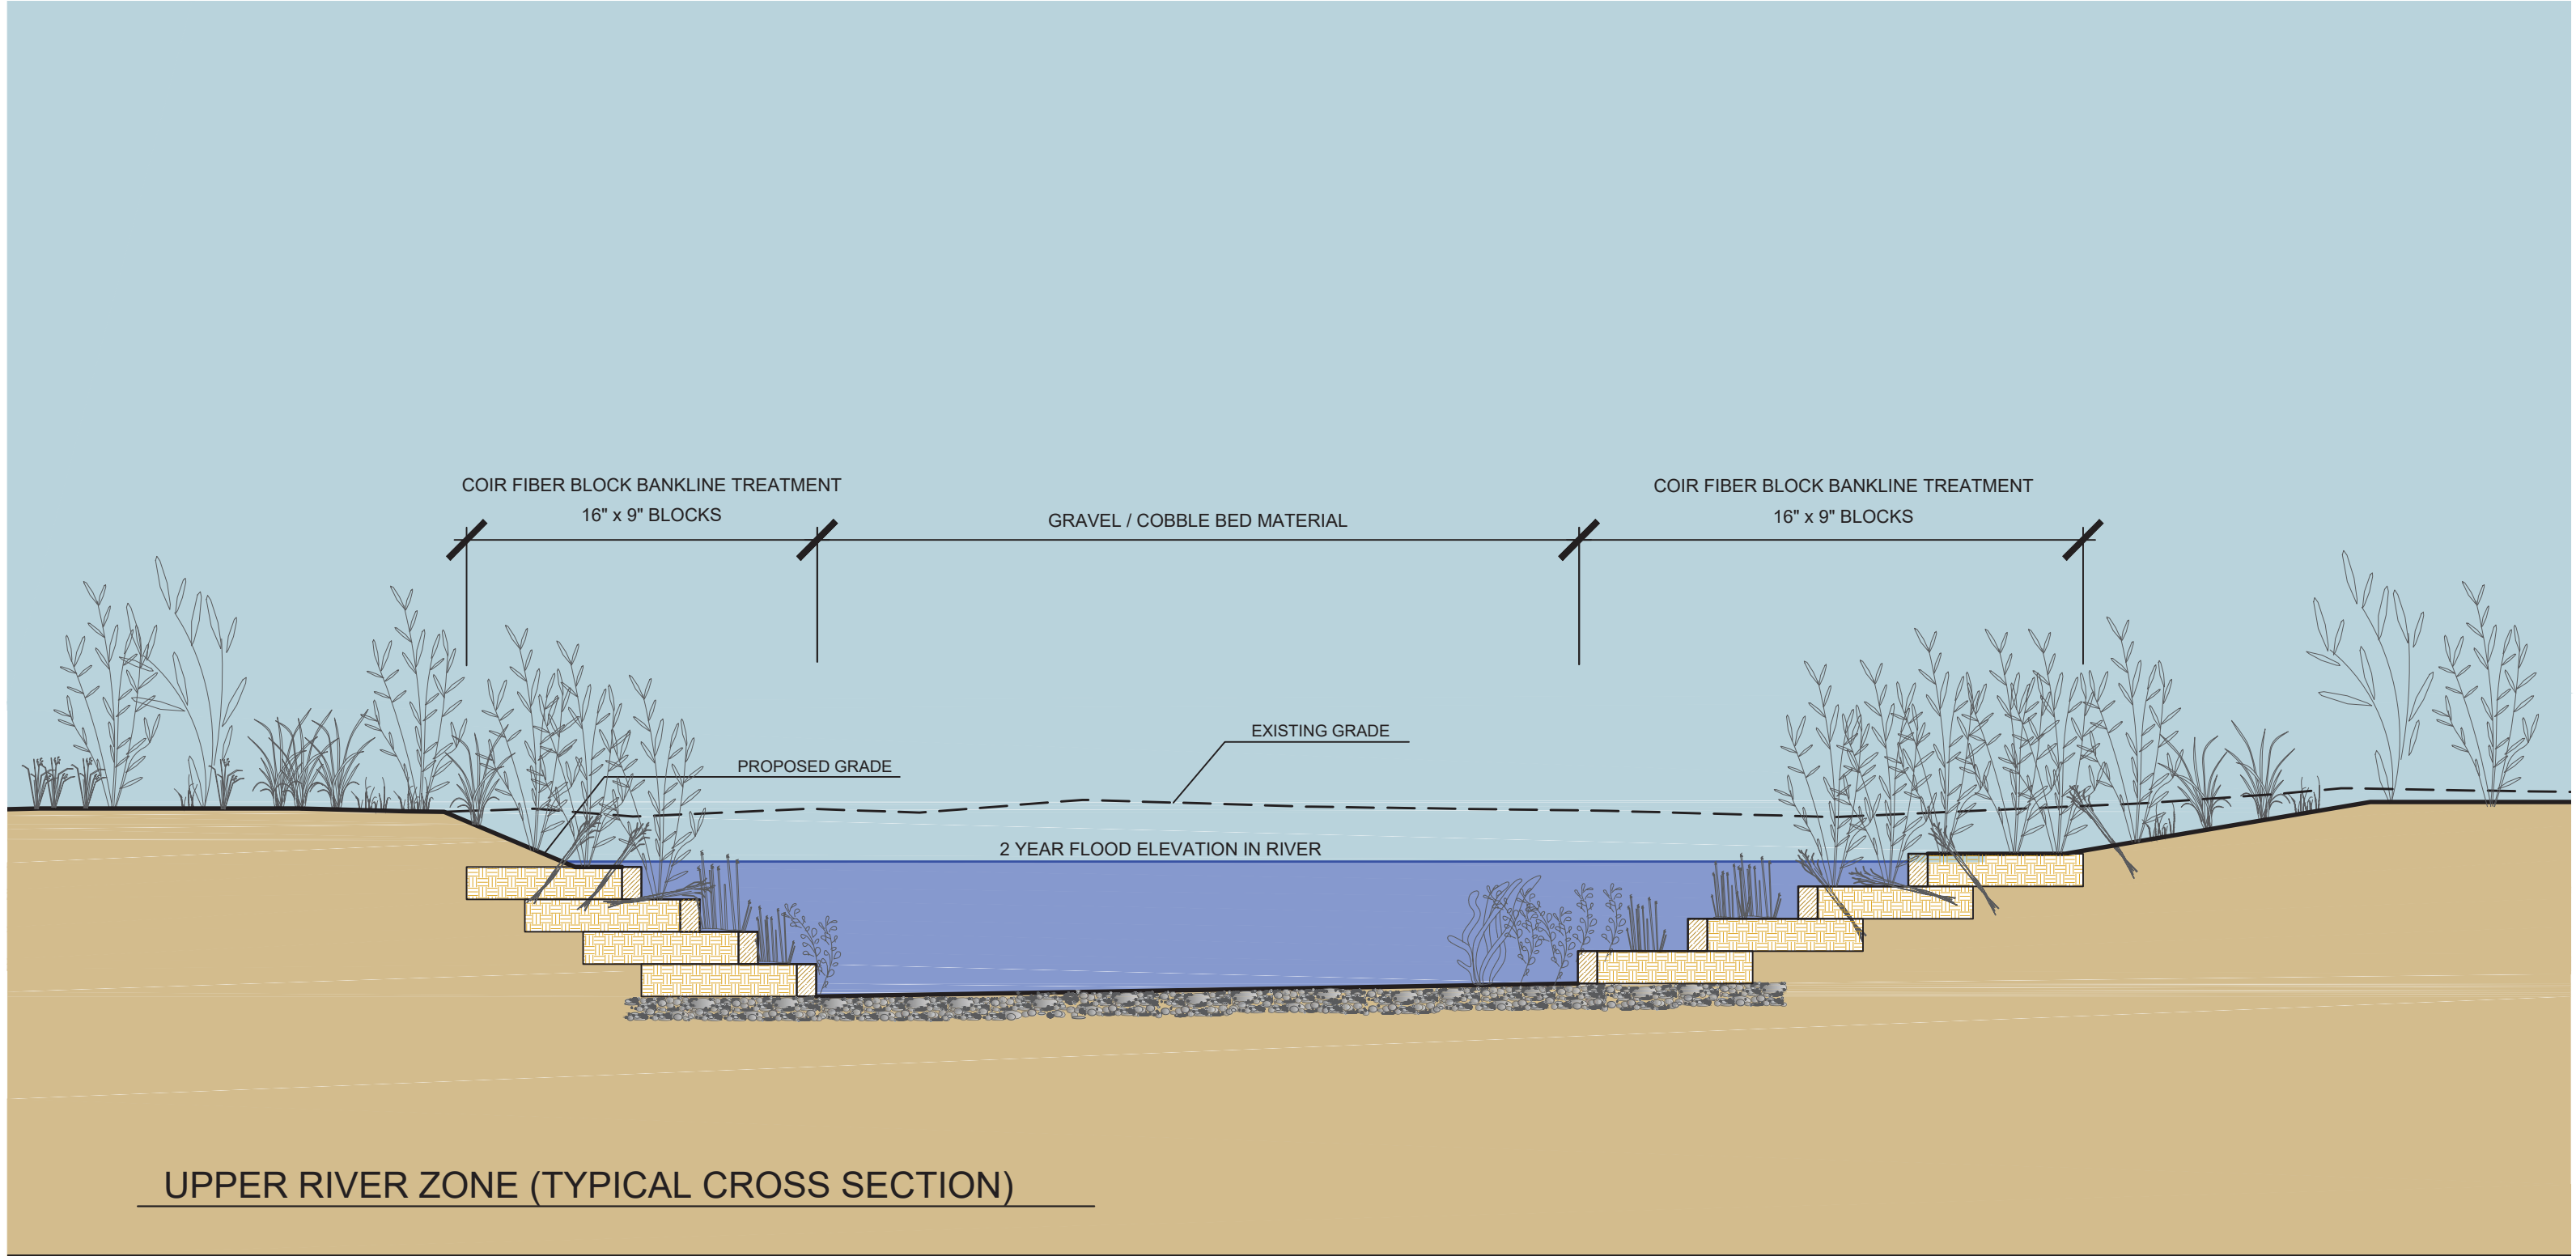 COIR FIBER BLOCK BANKLINE TREATMENT
16" x 9" BLOCKS
GRAVEL / COBBLE BED MATERIAL
COIR FIBER BLOCK BANKLINE TREATMENT
16" x 9" BLOCKS
EXISTING GRADE
PROPOSED GRADE
2 YEAR FLOOD ELEVATION IN RIVER
UPPER RIVER ZONE (TYPICAL CROSS SECTION)